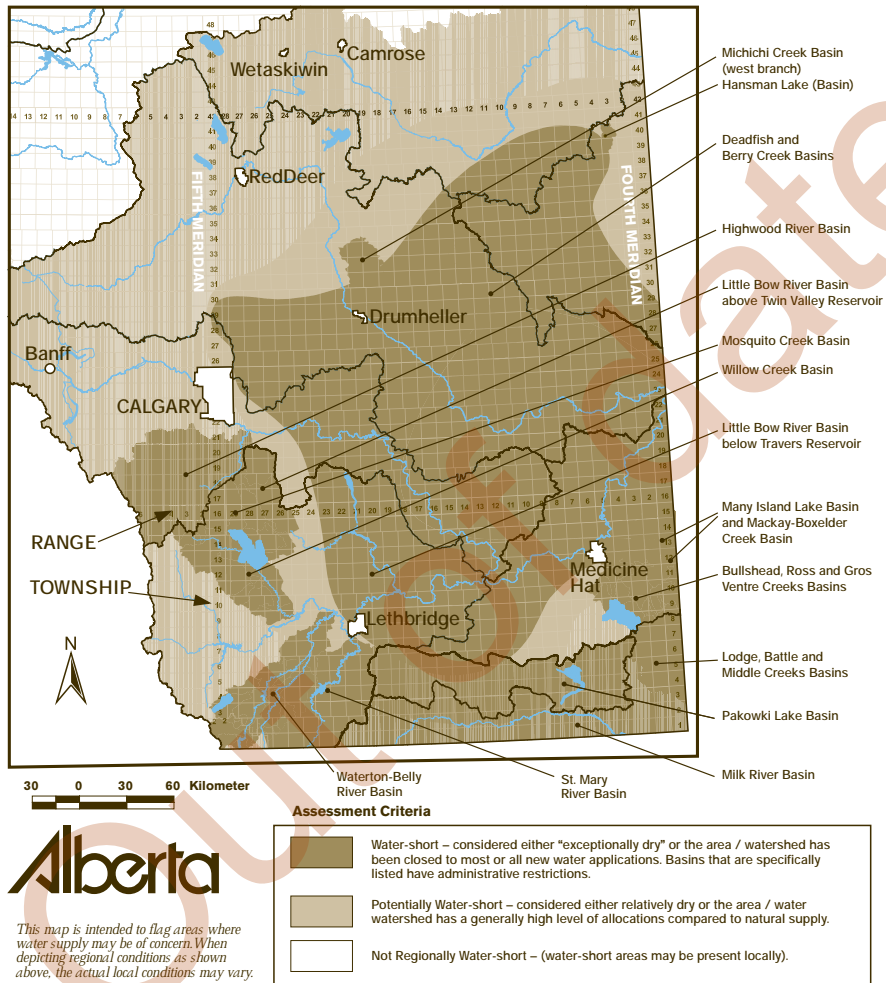 Wetaskiwin
Camrose
RedDeer
FIFTH MERIDIAN
FOURTH MERIDIAN
Drumheller
Banff
CALGARY
RANGE
TOWNSHIP
Medicine
Hat
Lethbridge
N
Michichi Creek Basin
(west branch)
Hansman Lake (Basin)
Deadfish and
Berry Creek Basins
Highwood River Basin
Little Bow River Basin
above Twin Valley Reservoir
Mosquito Creek Basin
Willow Creek Basin
Little Bow River Basin
below Travers Reservoir
Many Island Lake Basin
and Mackay-Boxelder
Creek Basin
Bullshead, Ross and Gros
Ventre Creeks Basins
Lodge, Battle and
Middle Creeks Basins
Pakowki Lake Basin
Milk River Basin
Waterton-Belly
River Basin
St. Mary
River Basin
30 0 30 60 Kilometer
Assessment Criteria
Water-short – considered either “exceptionally dry” or the area / watershed has
been closed to most or all new water applications. Basins that are specifically
listed have administrative restrictions.
Potentially Water-short – considered either relatively dry or the area / water
watershed has a generally high level of allocations compared to natural supply.
Not Regionally Water-short – (water-short areas may be present locally).
Alberta
This map is intended to flag areas where
water supply may be of concern. When
depicting regional conditions as shown
above, the actual local conditions may vary.
Out of date